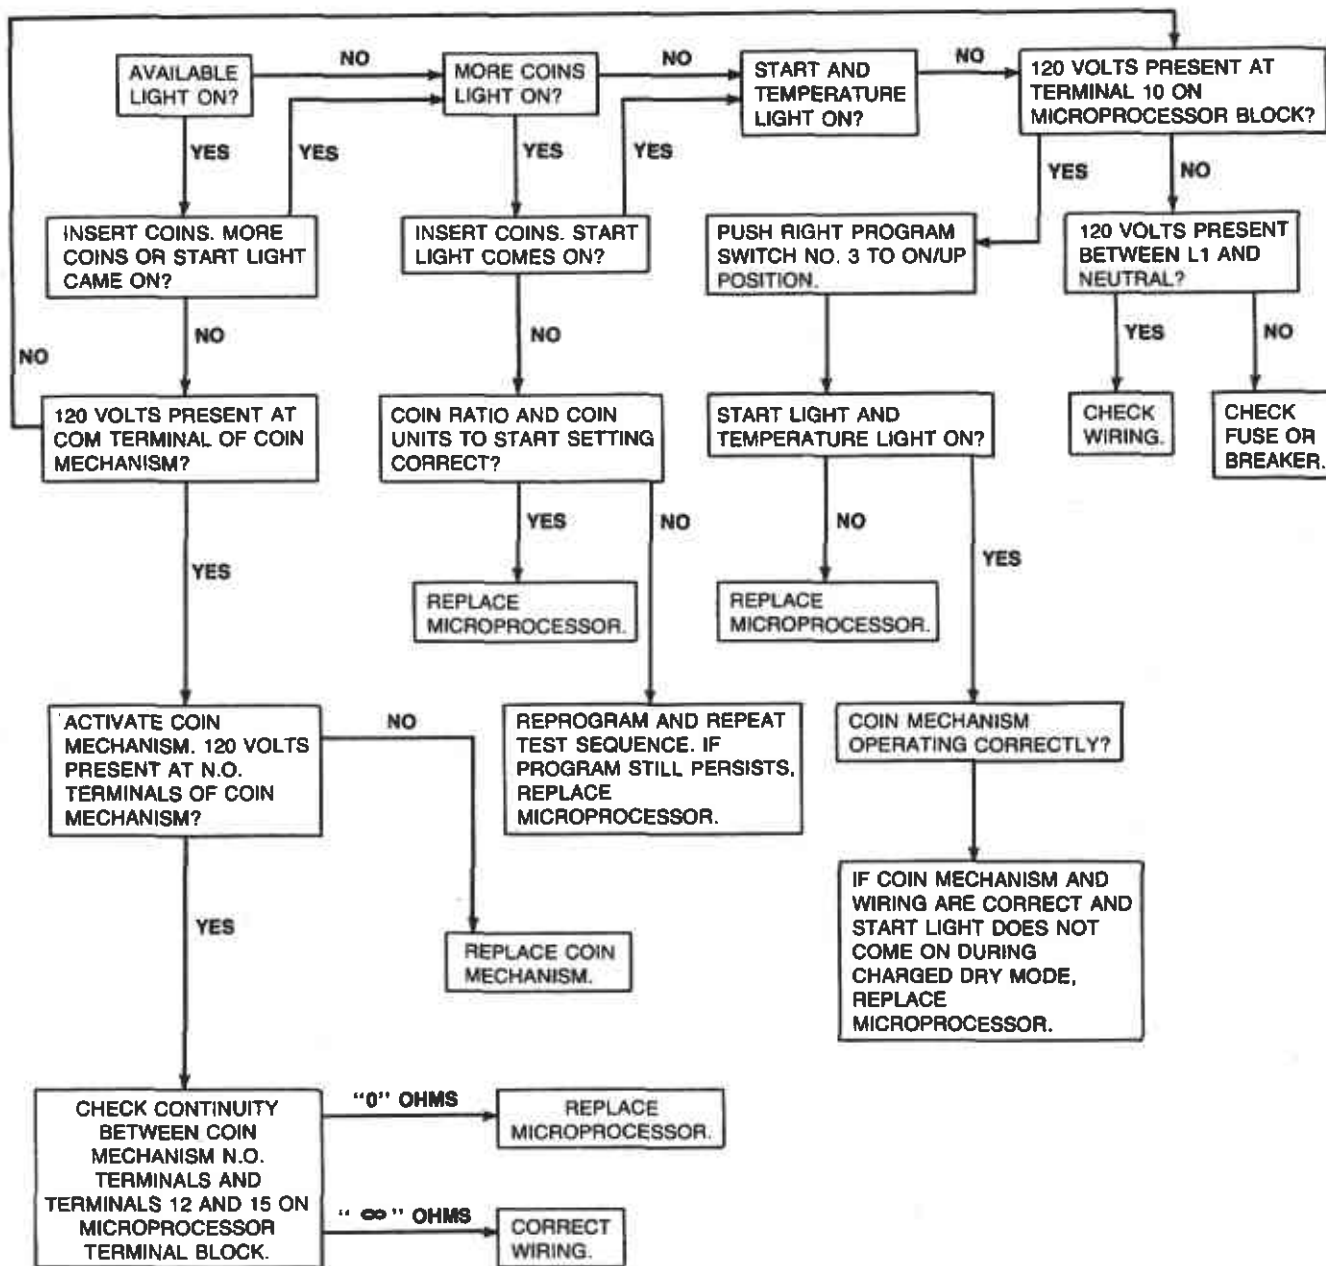 NO
NO
NO
AVAILABLE
LIGHT ON?
MORE COINS
LIGHT ON?
START AND
TEMPERATURE
LIGHT ON?
120 VOLTS PRESENT AT
TERMINAL 10 ON
MICROPROCESSOR BLOCK?
YES
YES
YES
YES
YES
NO
INSERT COINS. MORE
COINS OR START LIGHT
CAME ON?
INSERT COINS. START
LIGHT COMES ON?
PUSH RIGHT PROGRAM
SWITCH NO. 3 TO ON/UP
POSITION.
120 VOLTS PRESENT
BETWEEN L1 AND
NEUTRAL?
NO
NO
NO
YES
NO
120 VOLTS PRESENT AT
COM TERMINAL OF COIN
MECHANISM?
COIN RATIO AND COIN
UNITS TO START SETTING
CORRECT?
START LIGHT AND
TEMPERATURE LIGHT ON?
CHECK
WIRING.
CHECK
FUSE OR
BREAKER.
YES
YES
NO
NO
YES
REPLACE
MICROPROCESSOR.
REPLACE
MICROPROCESSOR.
ACTIVATE COIN
MECHANISM. 120 VOLTS
PRESENT AT N.O.
TERMINALS OF COIN
MECHANISM?
NO
REPROGRAM AND REPEAT
TEST SEQUENCE. IF
PROGRAM STILL PERSISTS,
REPLACE
MICROPROCESSOR.
COIN MECHANISM
OPERATING CORRECTLY?
YES
REPLACE COIN
MECHANISM.
IF COIN MECHANISM AND
WIRING ARE CORRECT AND
START LIGHT DOES NOT
COME ON DURING
CHARGED DRY MODE,
REPLACE
MICROPROCESSOR.
CHECK CONTINUITY
BETWEEN COIN
MECHANISM N.O.
TERMINALS AND
TERMINALS 12 AND 15 ON
MICROPROCESSOR
TERMINAL BLOCK.
"0" OHMS
REPLACE
MICROPROCESSOR.
" ∞ " OHMS
CORRECT
WIRING.